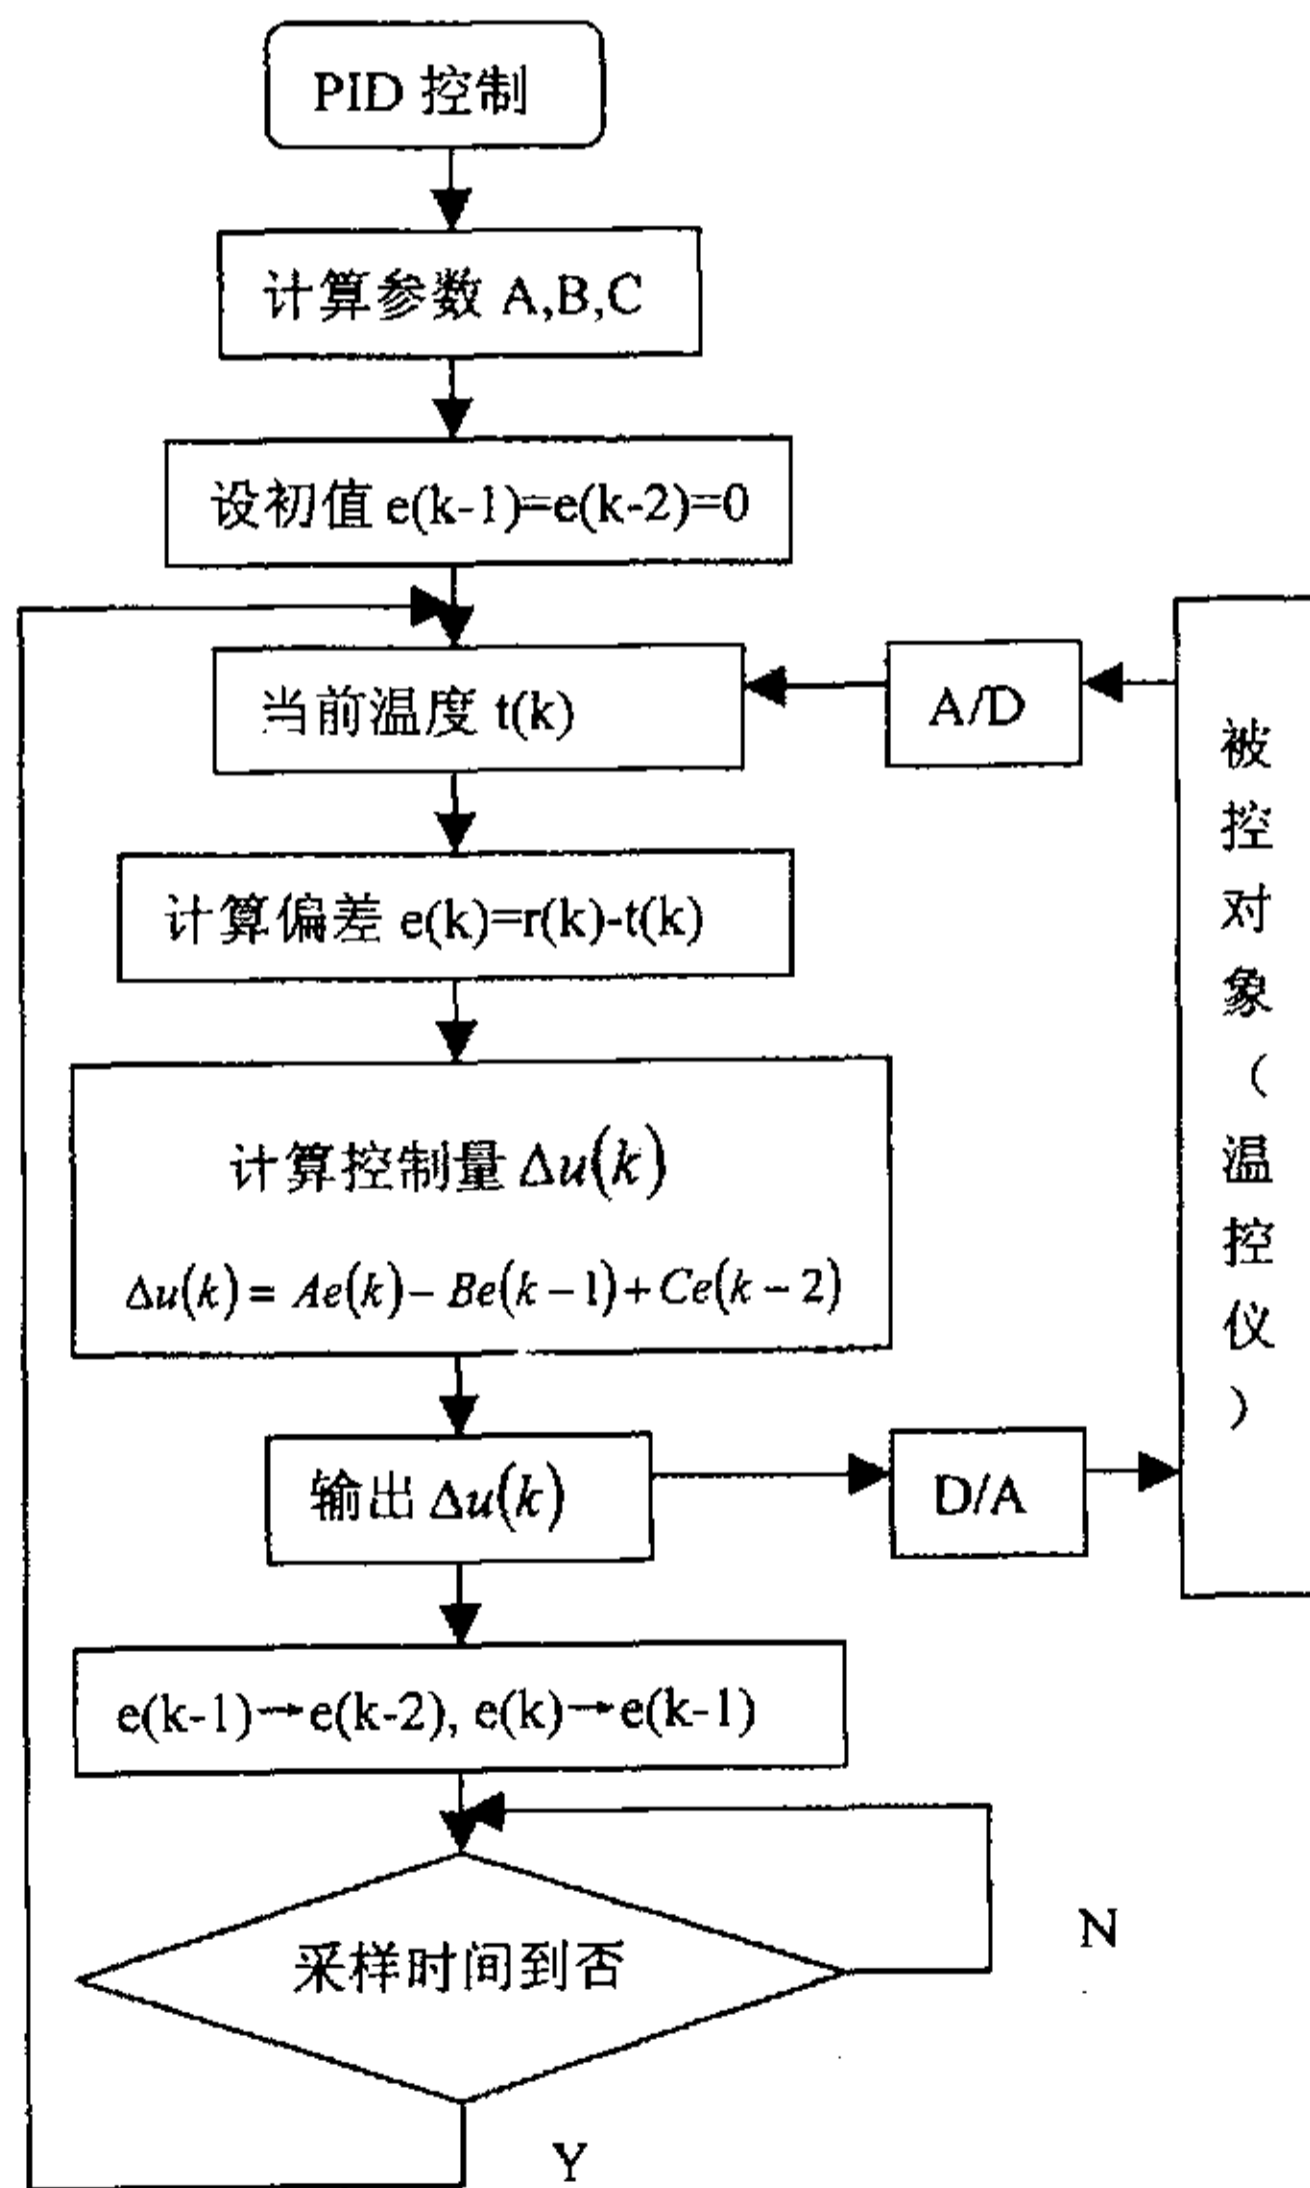 PID 控制
计算参数 A,B,C
设初值 e(k-1)=e(k-2)=0
当前温度 t(k)
A/D
被控对象（温控仪）
计算偏差 e(k)=r(k)-t(k)
计算控制量 Δu(k)
Δu(k) = Ae(k) − Be(k − 1) + Ce(k − 2)
输出 Δu(k)
D/A
e(k-1)→e(k-2), e(k)→e(k-1)
采样时间到否
N
Y